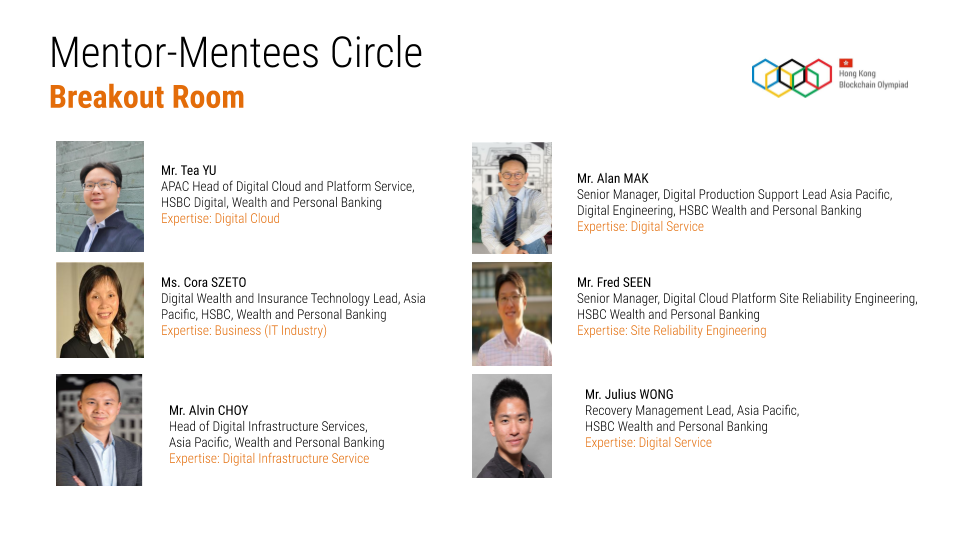 Mentor-Mentees Circle
Breakout Room
Hong Kong
Blockchain Olympiad
Mr. Tea YU
APAC Head of Digital Cloud and Platform Service,
HSBC Digital, Wealth and Personal Banking
Expertise: Digital Cloud
Ms. Cora SZETO
Digital Wealth and Insurance Technology Lead, Asia
Pacific, HSBC, Wealth and Personal Banking
Expertise: Business (IT Industry)
Mr. Alvin CHOY
Head of Digital Infrastructure Services,
Asia Pacific, Wealth and Personal Banking
Expertise: Digital Infrastructure Service
Mr. Alan MAK
Senior Manager, Digital Production Support Lead Asia Pacific,
Digital Engineering, HSBC Wealth and Personal Banking
Expertise: Digital Service
Mr. Fred SEEN
Senior Manager, Digital Cloud Platform Site Reliability Engineering,
HSBC Wealth and Personal Banking
Expertise: Site Reliability Engineering
Mr. Julius WONG
Recovery Management Lead, Asia Pacific,
HSBC Wealth and Personal Banking
Expertise: Digital Service